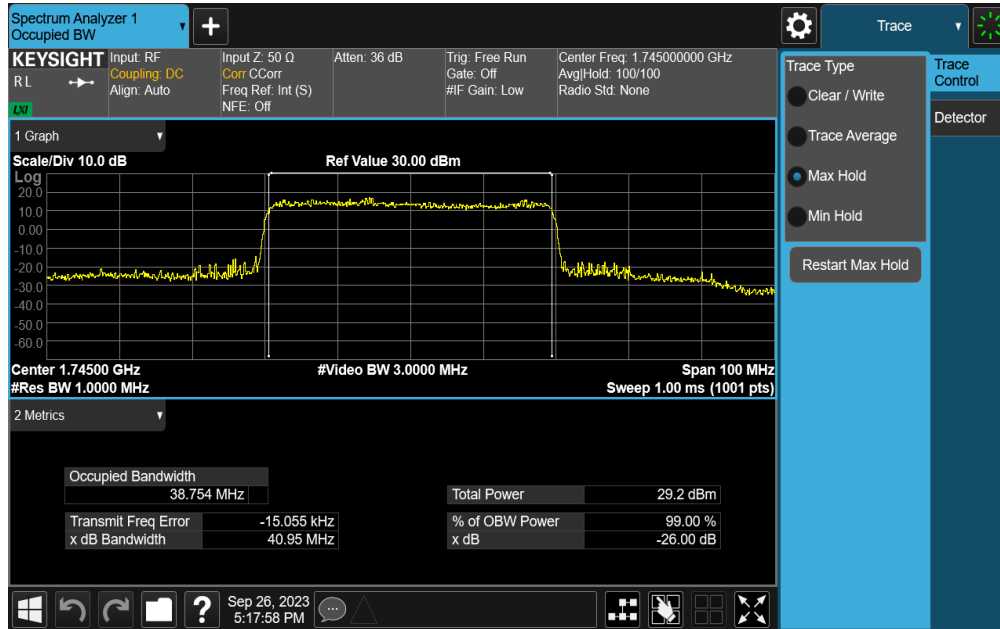 Spectrum Analyzer 1
Occupied BW
+
Trace
KEYSIGHT
R L
LXI
Input: RF
Coupling: DC
Align: Auto
Input Z: 50 Ω
Corr CCorr
Freq Ref: Int (S)
NFE: Off
Atten: 36 dB
Trig: Free Run
Gate: Off
#IF Gain: Low
Center Freq: 1.745000000 GHz
Avg|Hold: 100/100
Radio Std: None
Trace Type
Clear / Write
Trace Average
Max Hold
Min Hold
Restart Max Hold
Trace
Control
Detector
1 Graph
Scale/Div 10.0 dB
Ref Value 30.00 dBm
Log
20.0
10.0
0.00
-10.0
-20.0
-30.0
-40.0
-50.0
-60.0
Center 1.74500 GHz
#Video BW 3.0000 MHz
Span 100 MHz
#Res BW 1.0000 MHz
Sweep 1.00 ms (1001 pts)
2 Metrics
Occupied Bandwidth
38.754 MHz
Total Power 29.2 dBm
Transmit Freq Error -15.055 kHz
% of OBW Power 99.00 %
x dB Bandwidth 40.95 MHz
x dB -26.00 dB
?
Sep 26, 2023
5:17:58 PM